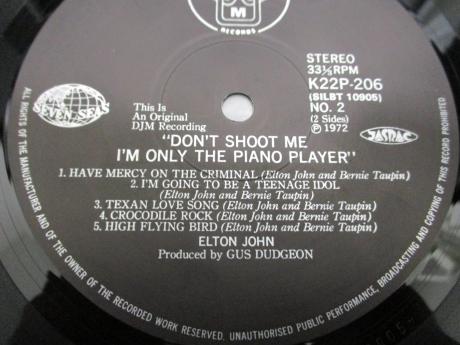 M
RECORDS
STEREO
33⅓RPM
K22P-206
(SILBT 10905)
NO. 2
(2 Sides)
Ⓟ 1972
SEVEN SEAS
This Is
An Original
DJM Recording
JASRAC
"DON'T SHOOT ME
I'M ONLY THE PIANO PLAYER"
1. HAVE MERCY ON THE CRIMINAL (Elton John and Bernie Taupin)
2. I'M GOING TO BE A TEENAGE IDOL
(Elton John and Bernie Taupin)
3. TEXAN LOVE SONG (Elton John and Bernie Taupin)
4. CROCODILE ROCK (Elton John and Bernie Taupin)
5. HIGH FLYING BIRD (Elton John and Bernie Taupin)
ELTON JOHN
Produced by GUS DUDGEON
ALL RIGHTS OF THE MANUFACTURER AND OF THE OWNER OF THE RECORDED WORK RESERVED. UNAUTHORISED PUBLIC PERFORMANCE, BROADCASTING AND COPYING OF THIS RECORD PROHIBITED